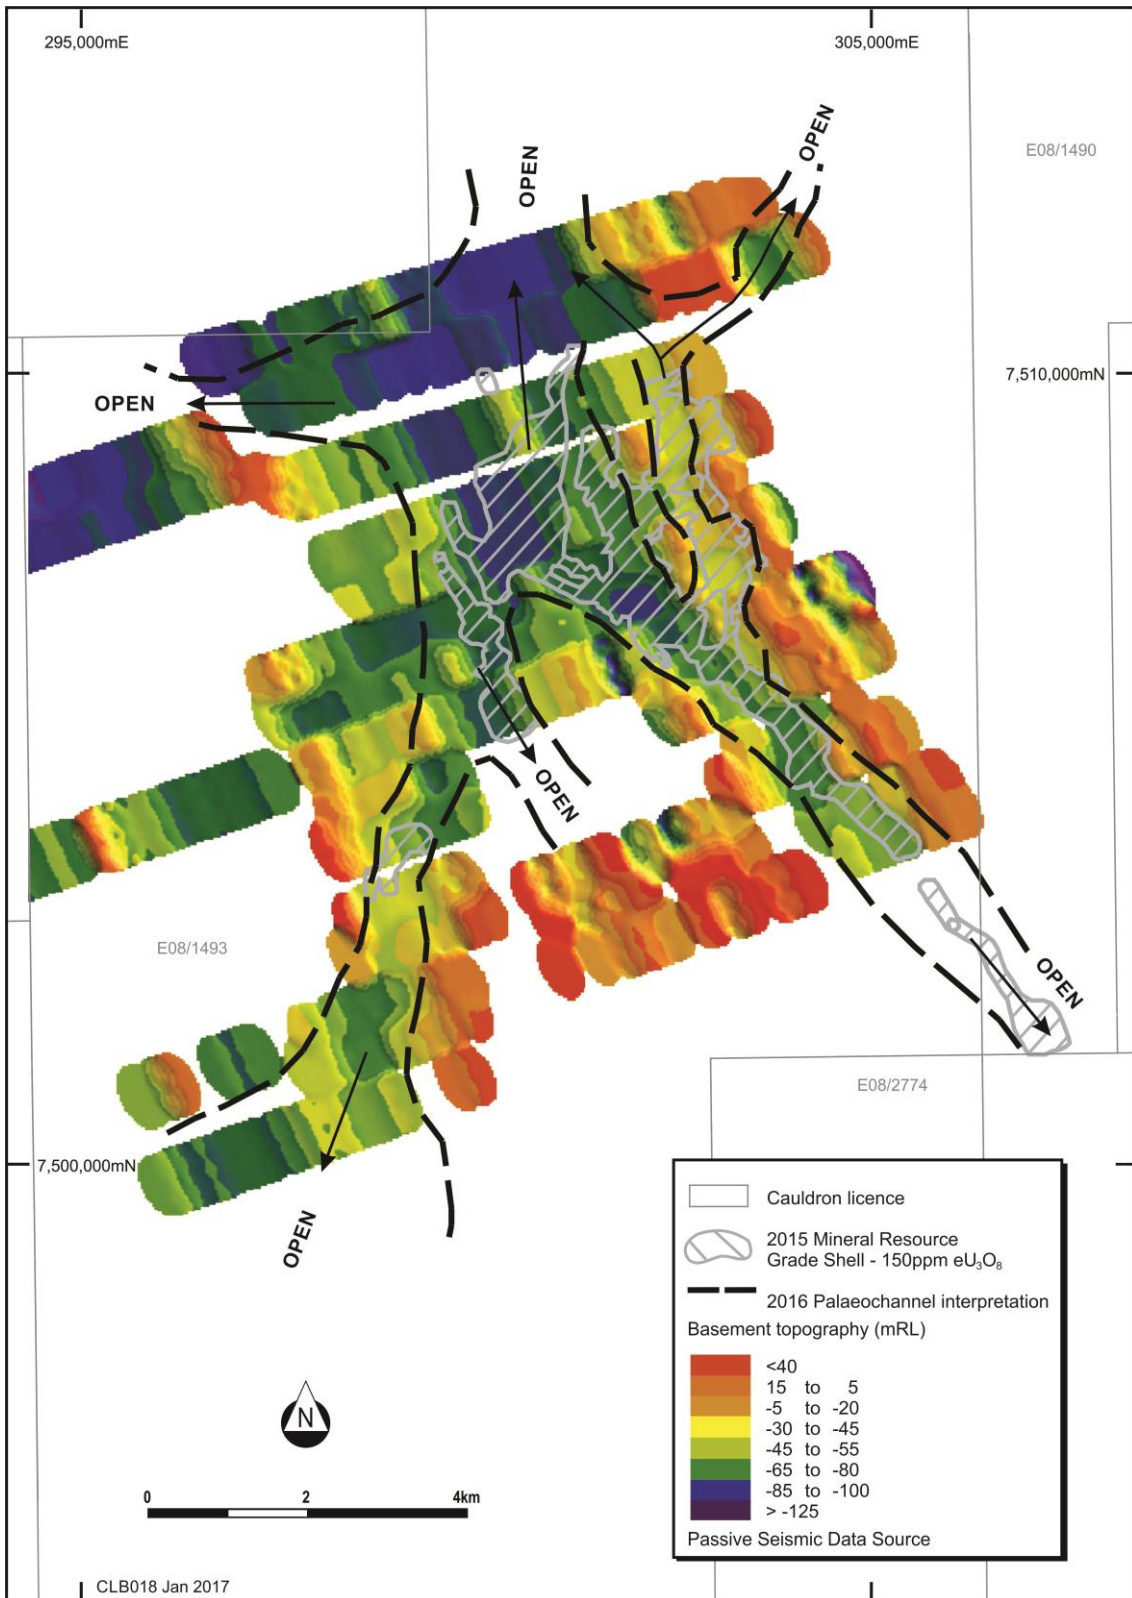 295,000mE
305,000mE
OPEN
E08/1490
OPEN
7,510,000mN
OPEN
OPEN
E08/1493
OPEN
E08/2774
7,500,000mN
OPEN
Cauldron licence
2015 Mineral Resource
Grade Shell - 150ppm eU₃O₈
2016 Palaeochannel interpretation
Basement topography (mRL)
<40
15 to 5
-5 to -20
-30 to -45
-45 to -55
-65 to -80
-85 to -100
> -125
Passive Seismic Data Source
N
0 2 4km
CLB018 Jan 2017